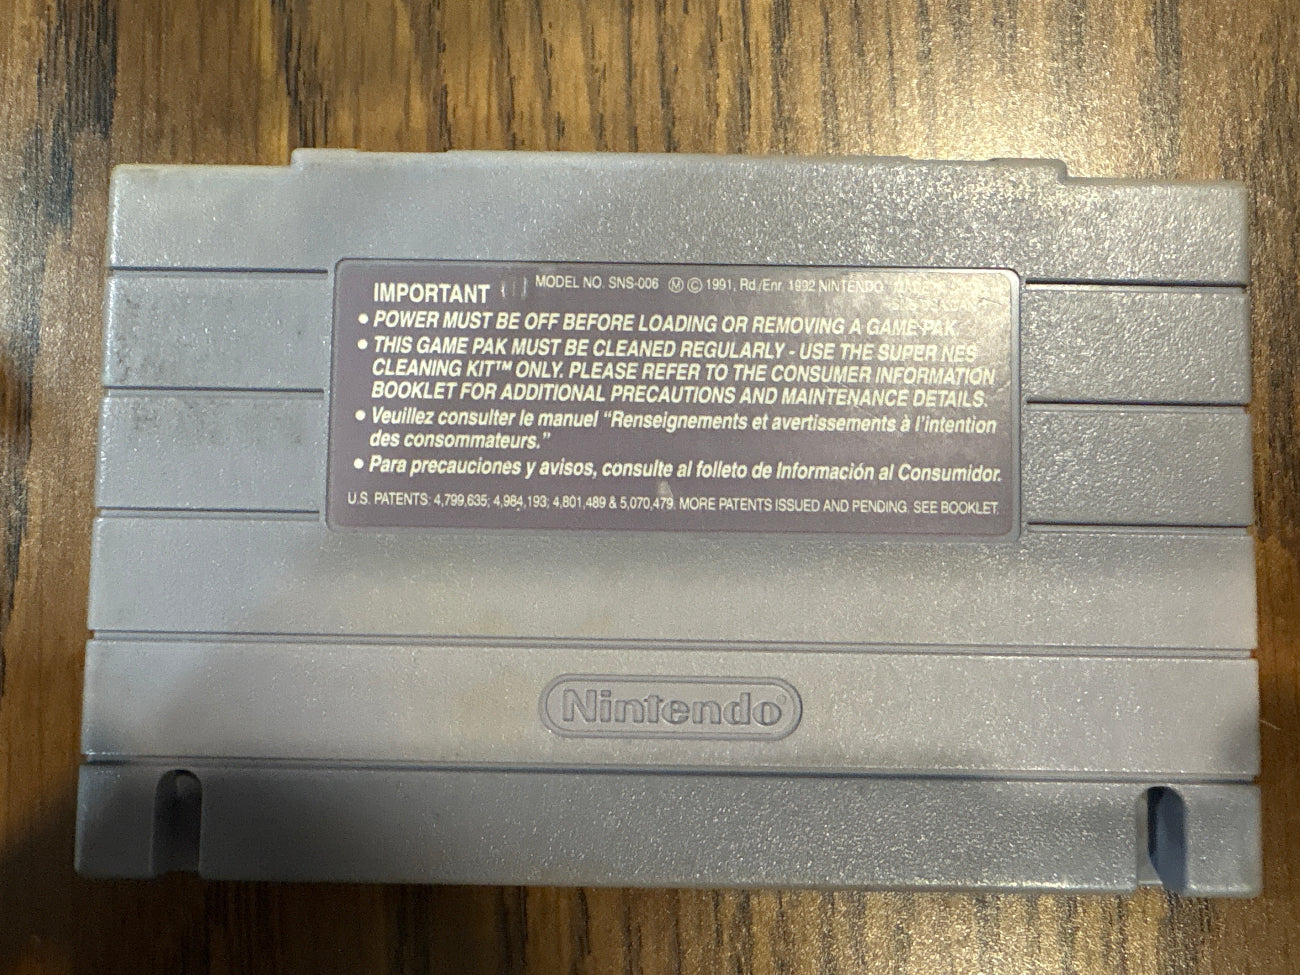 IMPORTANT
MODEL NO. SNS-006 Ⓜ © 1991, Rd./Enr. 1992 NINTENDO
• POWER MUST BE OFF BEFORE LOADING OR REMOVING A GAME PAK.
• THIS GAME PAK MUST BE CLEANED REGULARLY - USE THE SUPER NES
CLEANING KIT™ ONLY. PLEASE REFER TO THE CONSUMER INFORMATION
BOOKLET FOR ADDITIONAL PRECAUTIONS AND MAINTENANCE DETAILS.
• Veuillez consulter le manuel “Renseignements et avertissements à l’intention
des consommateurs.”
• Para precauciones y avisos, consulte al folleto de Información al Consumidor.
U.S. PATENTS: 4,799,635; 4,984,193; 4,801,489 & 5,070,479. MORE PATENTS ISSUED AND PENDING. SEE BOOKLET.
Nintendo